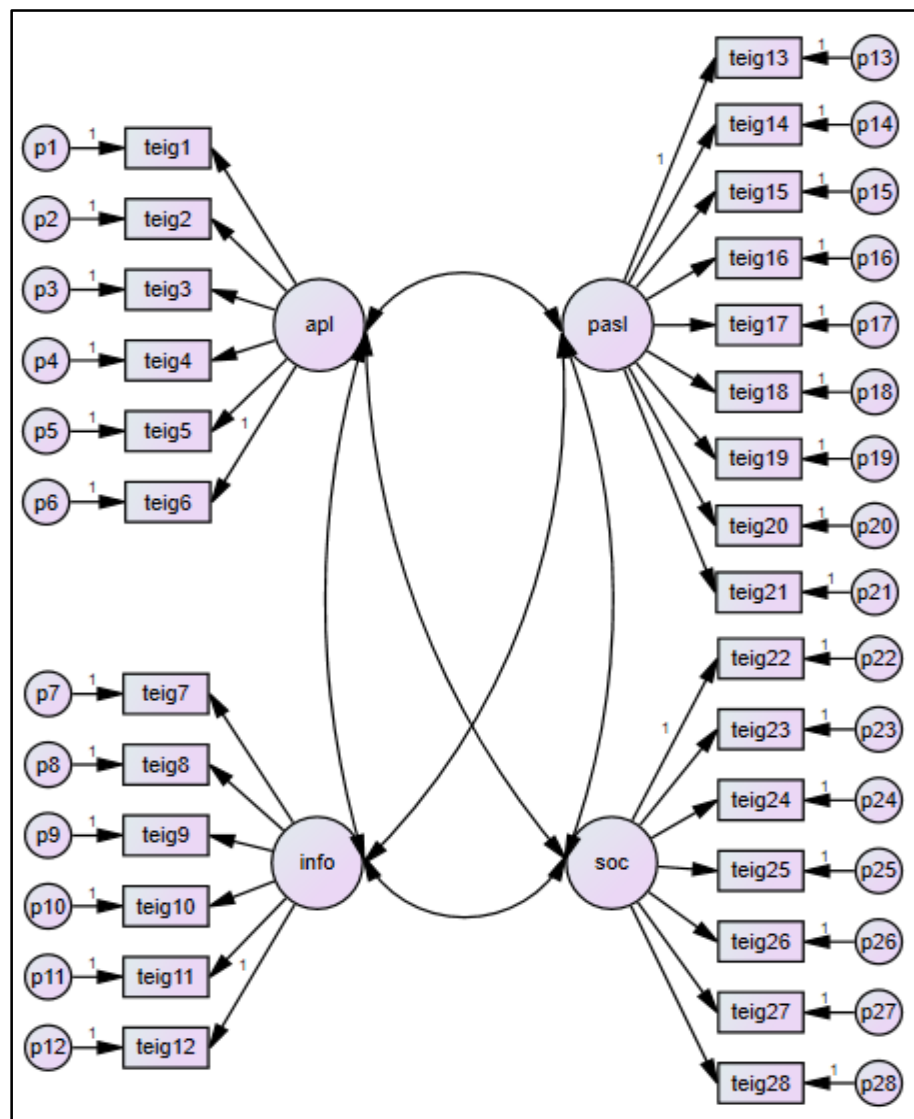 p1 1 teig1
p2 1 teig2
p3 1 teig3
p4 1 teig4
p5 1 teig5
1
p6 1 teig6
apl
p7 1 teig7
p8 1 teig8
p9 1 teig9
p10 1 teig10
p11 1 teig11
1
p12 1 teig12
info
teig13 1 p13
teig14 1 p14
1
teig15 1 p15
teig16 1 p16
teig17 1 p17
teig18 1 p18
teig19 1 p19
teig20 1 p20
teig21 1 p21
pasl
teig22 1 p22
1
teig23 1 p23
teig24 1 p24
teig25 1 p25
teig26 1 p26
teig27 1 p27
teig28 1 p28
soc